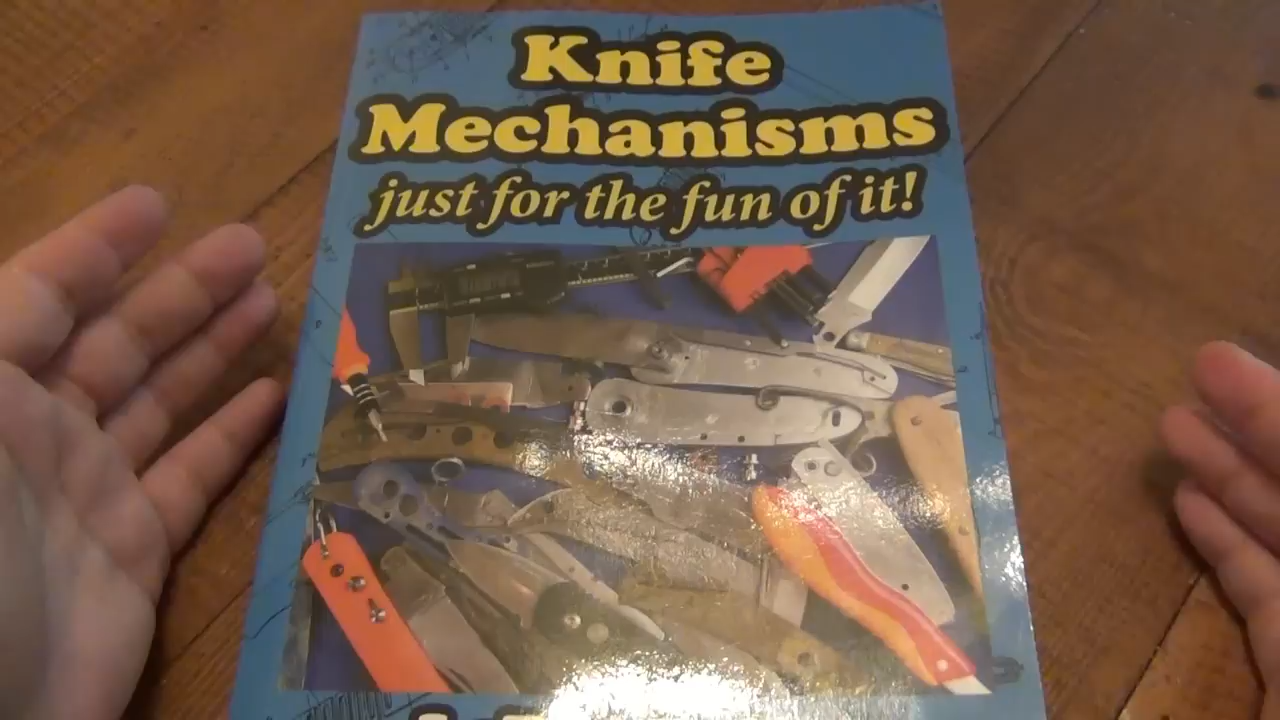 Knife
Mechanisms
just for the fun of it!